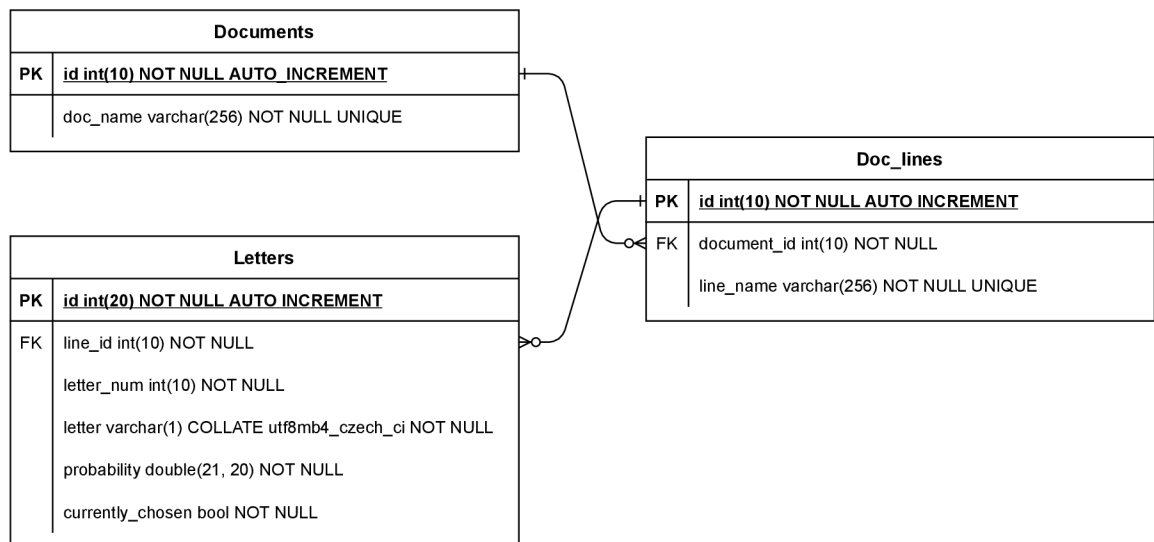 Documents
PK id int(10) NOT NULL AUTO_INCREMENT
doc_name varchar(256) NOT NULL UNIQUE
Doc_lines
PK id int(10) NOT NULL AUTO INCREMENT
FK document_id int(10) NOT NULL
line_name varchar(256) NOT NULL UNIQUE
Letters
PK id int(20) NOT NULL AUTO INCREMENT
FK line_id int(10) NOT NULL
letter_num int(10) NOT NULL
letter varchar(1) COLLATE utf8mb4_czech_ci NOT NULL
probability double(21, 20) NOT NULL
currently_chosen bool NOT NULL